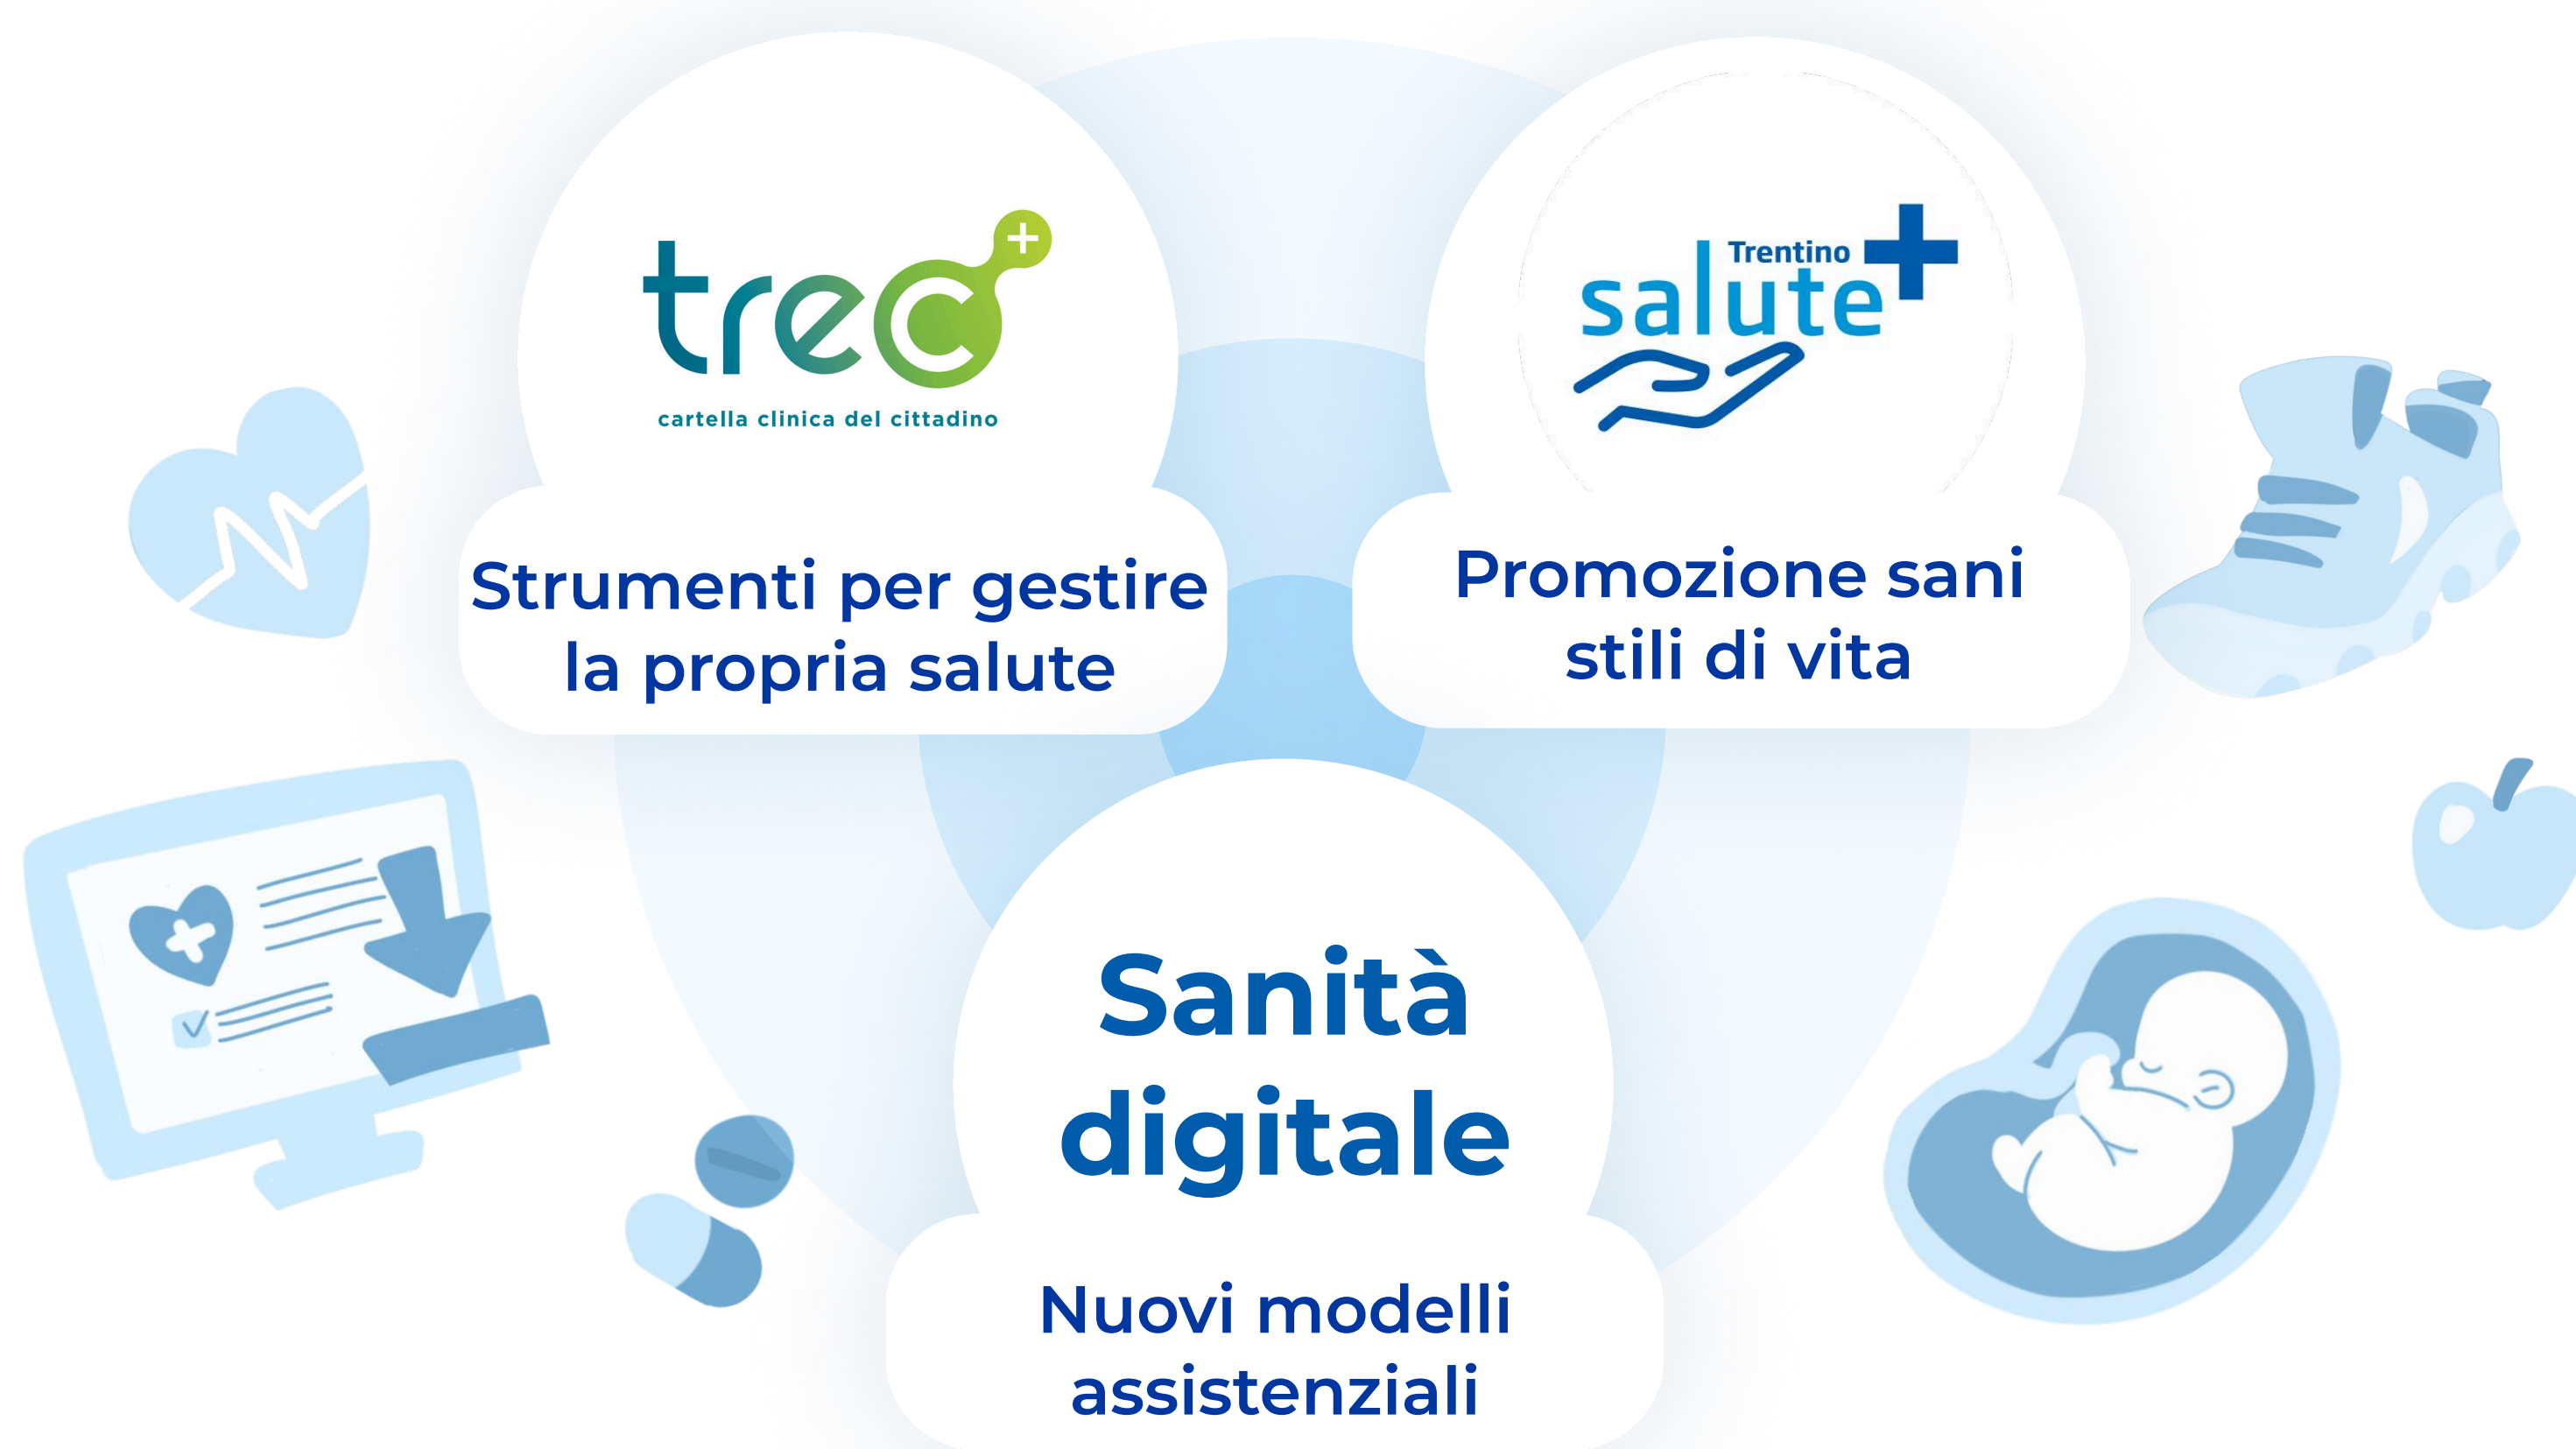 trec+
cartella clinica del cittadino
Strumenti per gestire
la propria salute
Trentino
salute+
Promozione sani
stili di vita
Sanità
digitale
Nuovi modelli
assistenziali